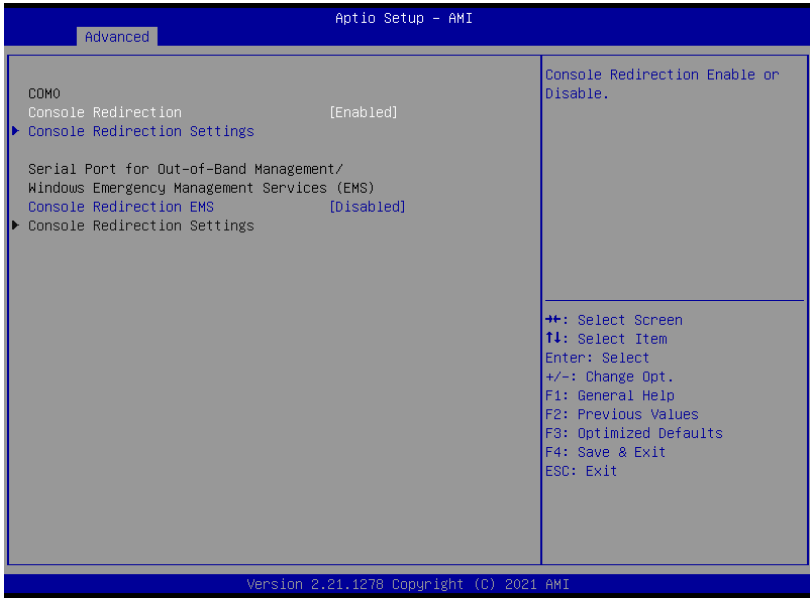 Aptio Setup – AMI
Advanced
COM0
Console Redirection [Enabled]
Console Redirection Settings
Serial Port for Out-of-Band Management/
Windows Emergency Management Services (EMS)
Console Redirection EMS [Disabled]
Console Redirection Settings
Console Redirection Enable or
Disable.
→←: Select Screen
↑↓: Select Item
Enter: Select
+/-: Change Opt.
F1: General Help
F2: Previous Values
F3: Optimized Defaults
F4: Save & Exit
ESC: Exit
Version 2.21.1278 Copyright (C) 2021 AMI